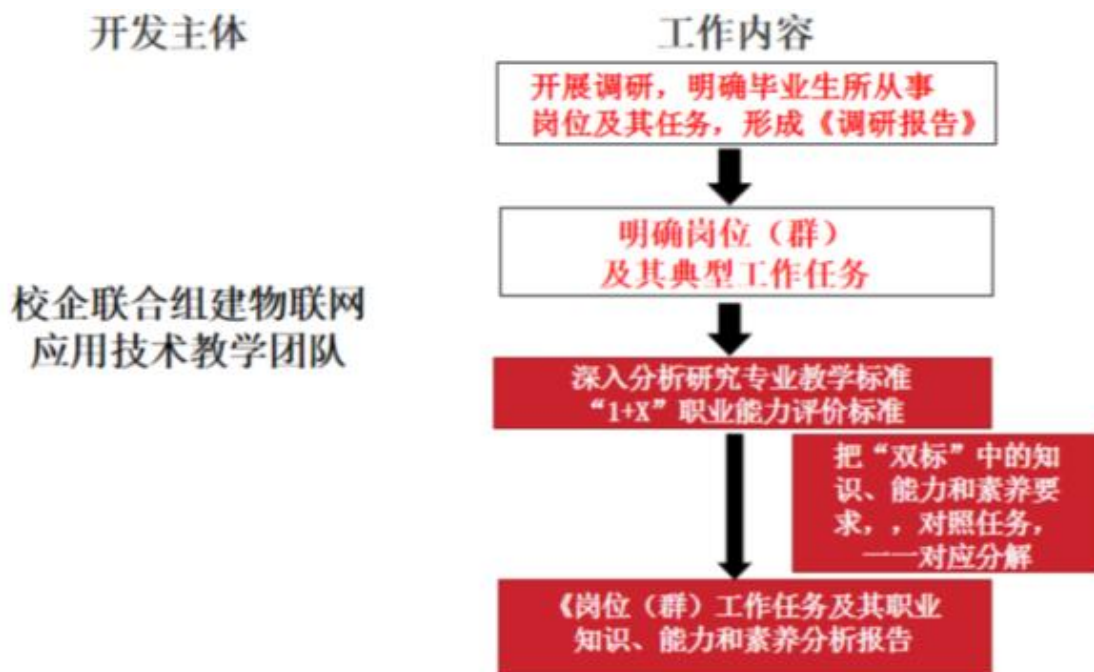 开发主体
工作内容
开展调研，明确毕业生所从事
岗位及其任务，形成《调研报告》
明确岗位（群）
及其典型工作任务
校企联合组建物联网
应用技术教学团队
深入分析研究专业教学标准
“1+X”职业能力评价标准
把“双标”中的知
识、能力和素养要
求，，对照任务，
一一对应分解
《岗位（群）工作任务及其职业
知识、能力和素养分析报告